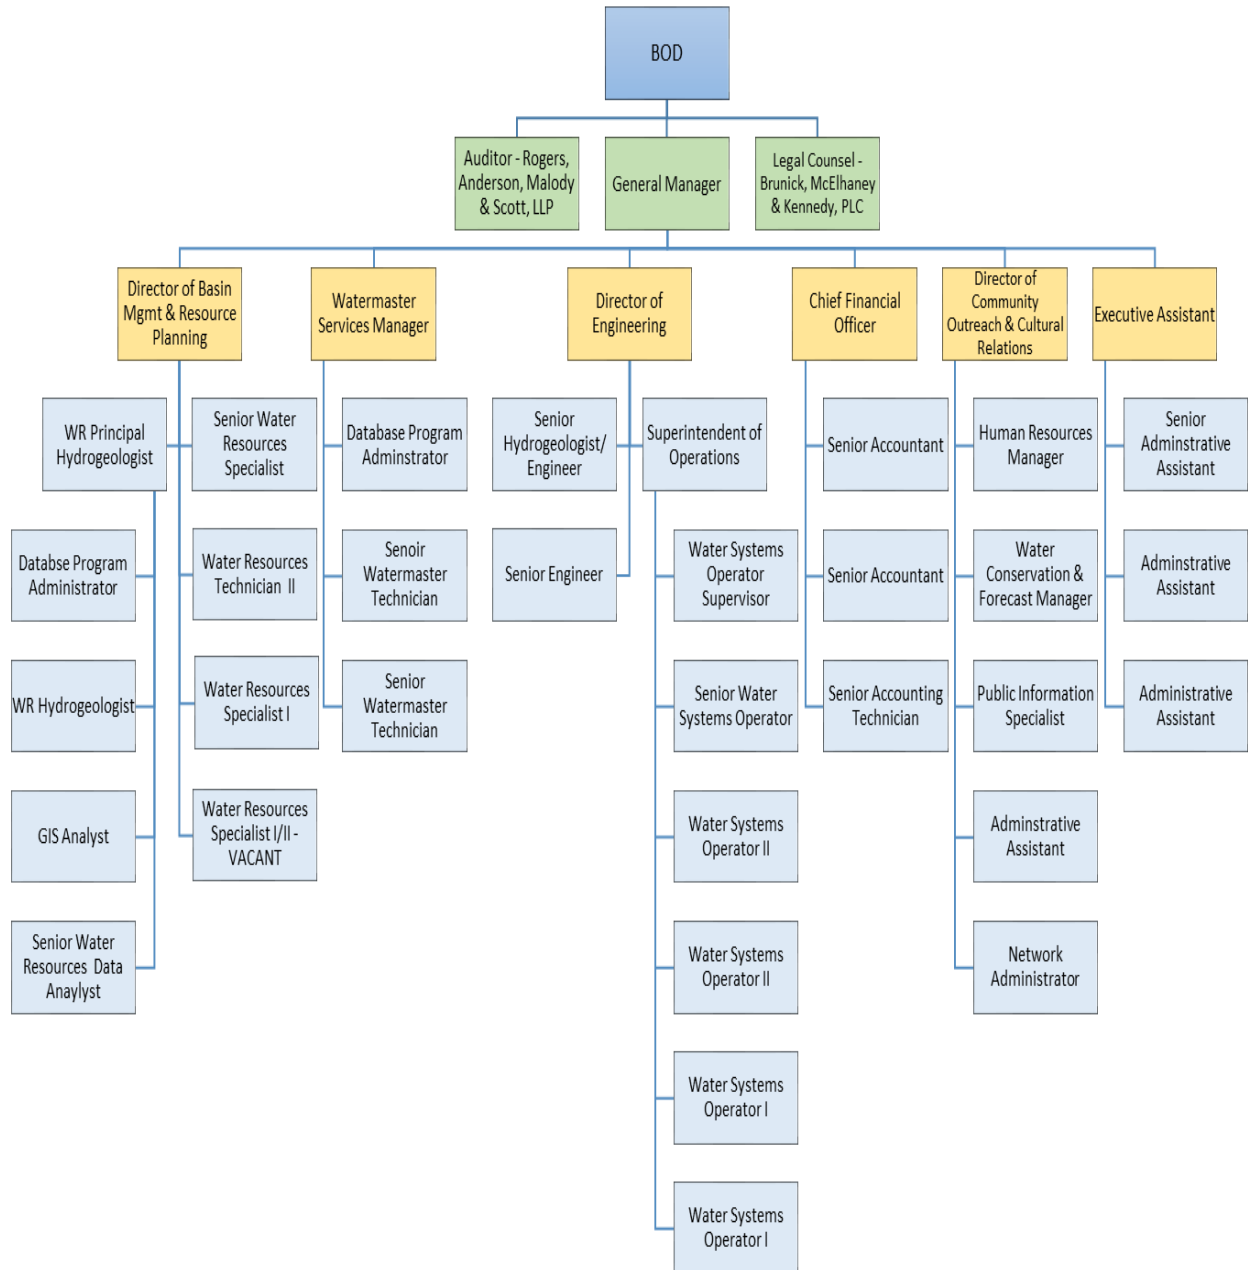 BOD
Auditor - Rogers,
Anderson, Malody
& Scott, LLP
General Manager
Legal Counsel -
Brunick, McElhaney
& Kennedy, PLC
Director of Basin
Mgmt & Resource
Planning
Watermaster
Services Manager
Director of
Engineering
Chief Financial
Officer
Director of
Community
Outreach & Cultural
Relations
Executive Assistant
WR Principal
Hydrogeologist
Senior Water
Resources
Specialist
Database Program
Adminstrator
Senior
Hydrogeologist/
Engineer
Superintendent of
Operations
Senior Accountant
Human Resources
Manager
Senior
Adminstrative
Assistant
Databse Program
Administrator
Water Resources
Technician II
Senoir
Watermaster
Technician
Senior Engineer
Water Systems
Operator
Supervisor
Senior Accountant
Water
Conservation &
Forecast Manager
Adminstrative
Assistant
WR Hydrogeologist
Water Resources
Specialist I
Senior
Watermaster
Technician
Senior Water
Systems Operator
Senior Accounting
Technician
Public Information
Specialist
Administrative
Assistant
GIS Analyst
Water Resources
Specialist I/II -
VACANT
Water Systems
Operator II
Adminstrative
Assistant
Senior Water
Resources Data
Anaylyst
Water Systems
Operator II
Network
Administrator
Water Systems
Operator I
Water Systems
Operator I